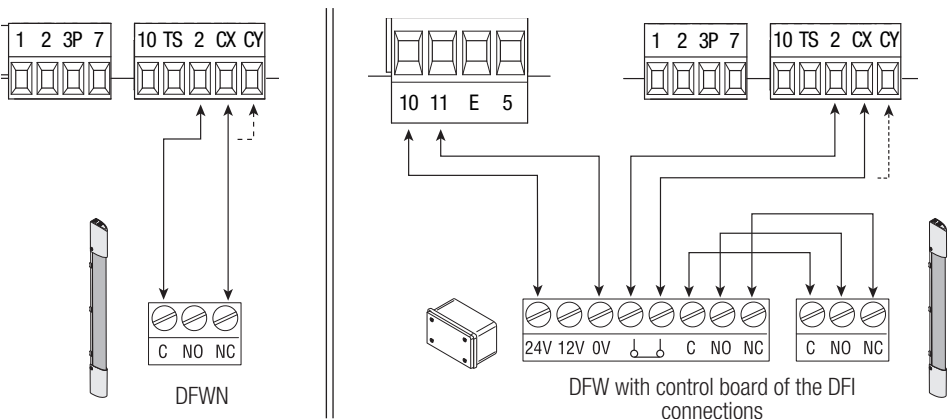 1 2 3P 7
10 TS 2 CX CY
C NO NC
DFWN
10 11 E 5
1 2 3P 7
10 TS 2 CX CY
24V 12V 0V C NO NC
C NO NC
DFW with control board of the DFI
connections